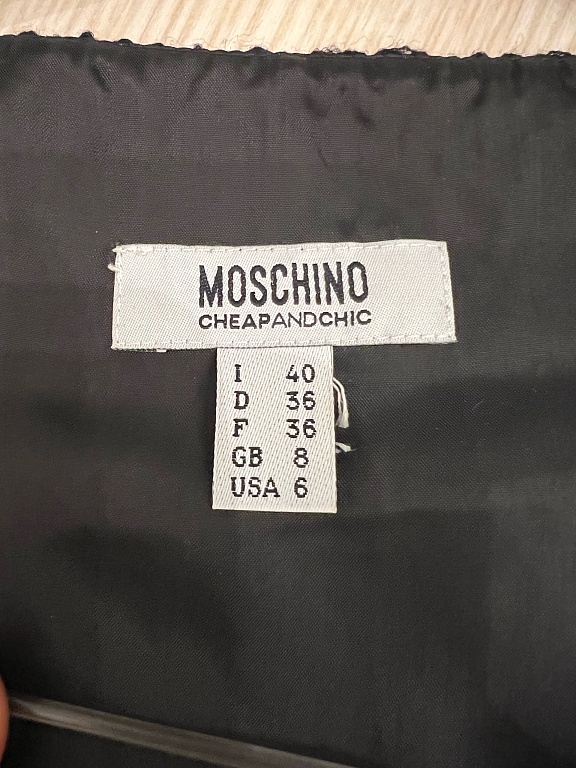 MOSCHINO
CHEAPANDCHIC
I 40
D 36
F 36
GB 8
USA 6